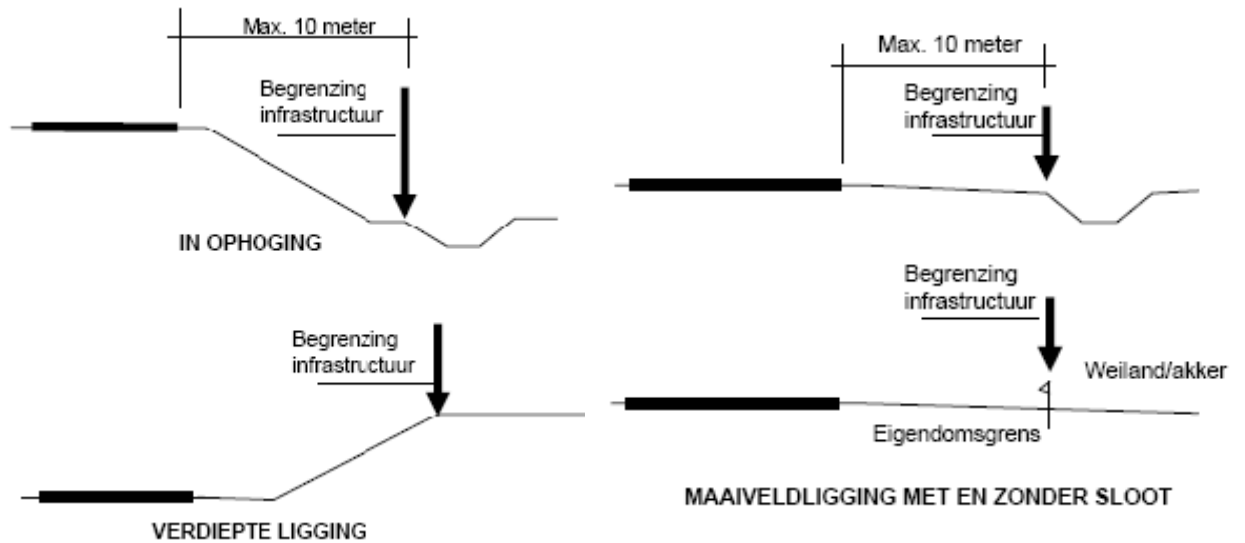 Max. 10 meter
Begrenzing
infrastructuur
IN OPHOGING
Begrenzing
infrastructuur
VERDIEPTE LIGGING
Max. 10 meter
Begrenzing
infrastructuur
Begrenzing
infrastructuur
Weiland/akker
Eigendomsgrens
MAAIVELDLIGGING MET EN ZONDER SLOOT